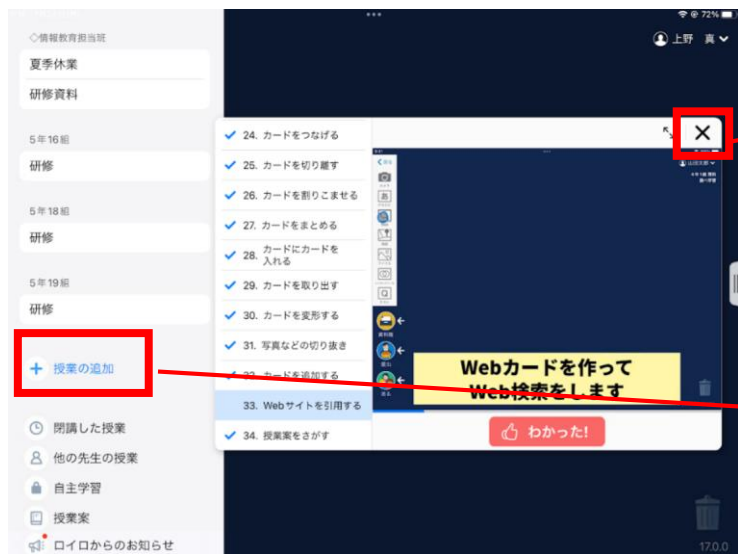 72%
◇情報教育担当班
上野 真
夏季休業
研修資料
5年16組
研修
5年18組
研修
5年19組
研修
+ 授業の追加
閉講した授業
他の先生の授業
自主学習
授業案
ロイロからのお知らせ
24. カードをつなげる
25. カードを切り離す
26. カードを割りこませる
27. カードをまとめる
28. カードにカードを
入れる
29. カードを取り出す
30. カードを変形する
31. 写真などの切り抜き
32. カードを追加する
33. Webサイトを引用する
34. 授業案をさがす
あ
Webカードを作って
Web検索をします
わかった!
17.0.0